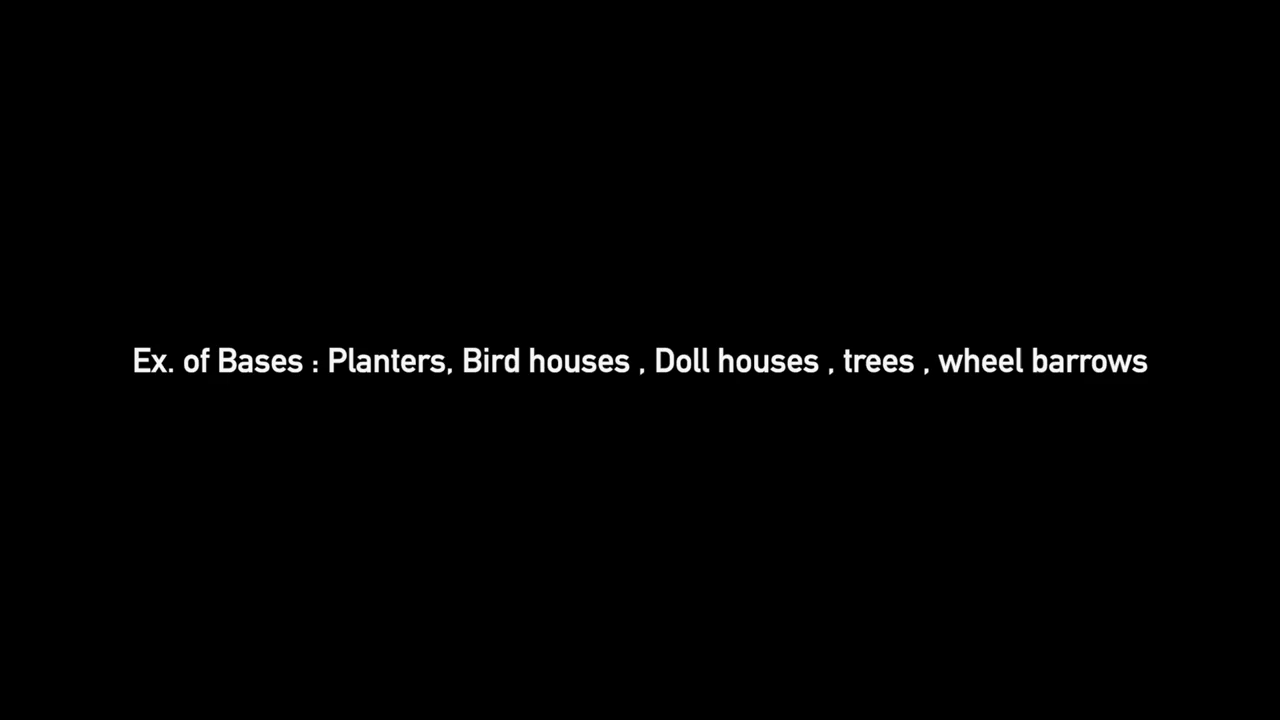 Ex. of Bases : Planters, Bird houses , Doll houses , trees , wheel barrows